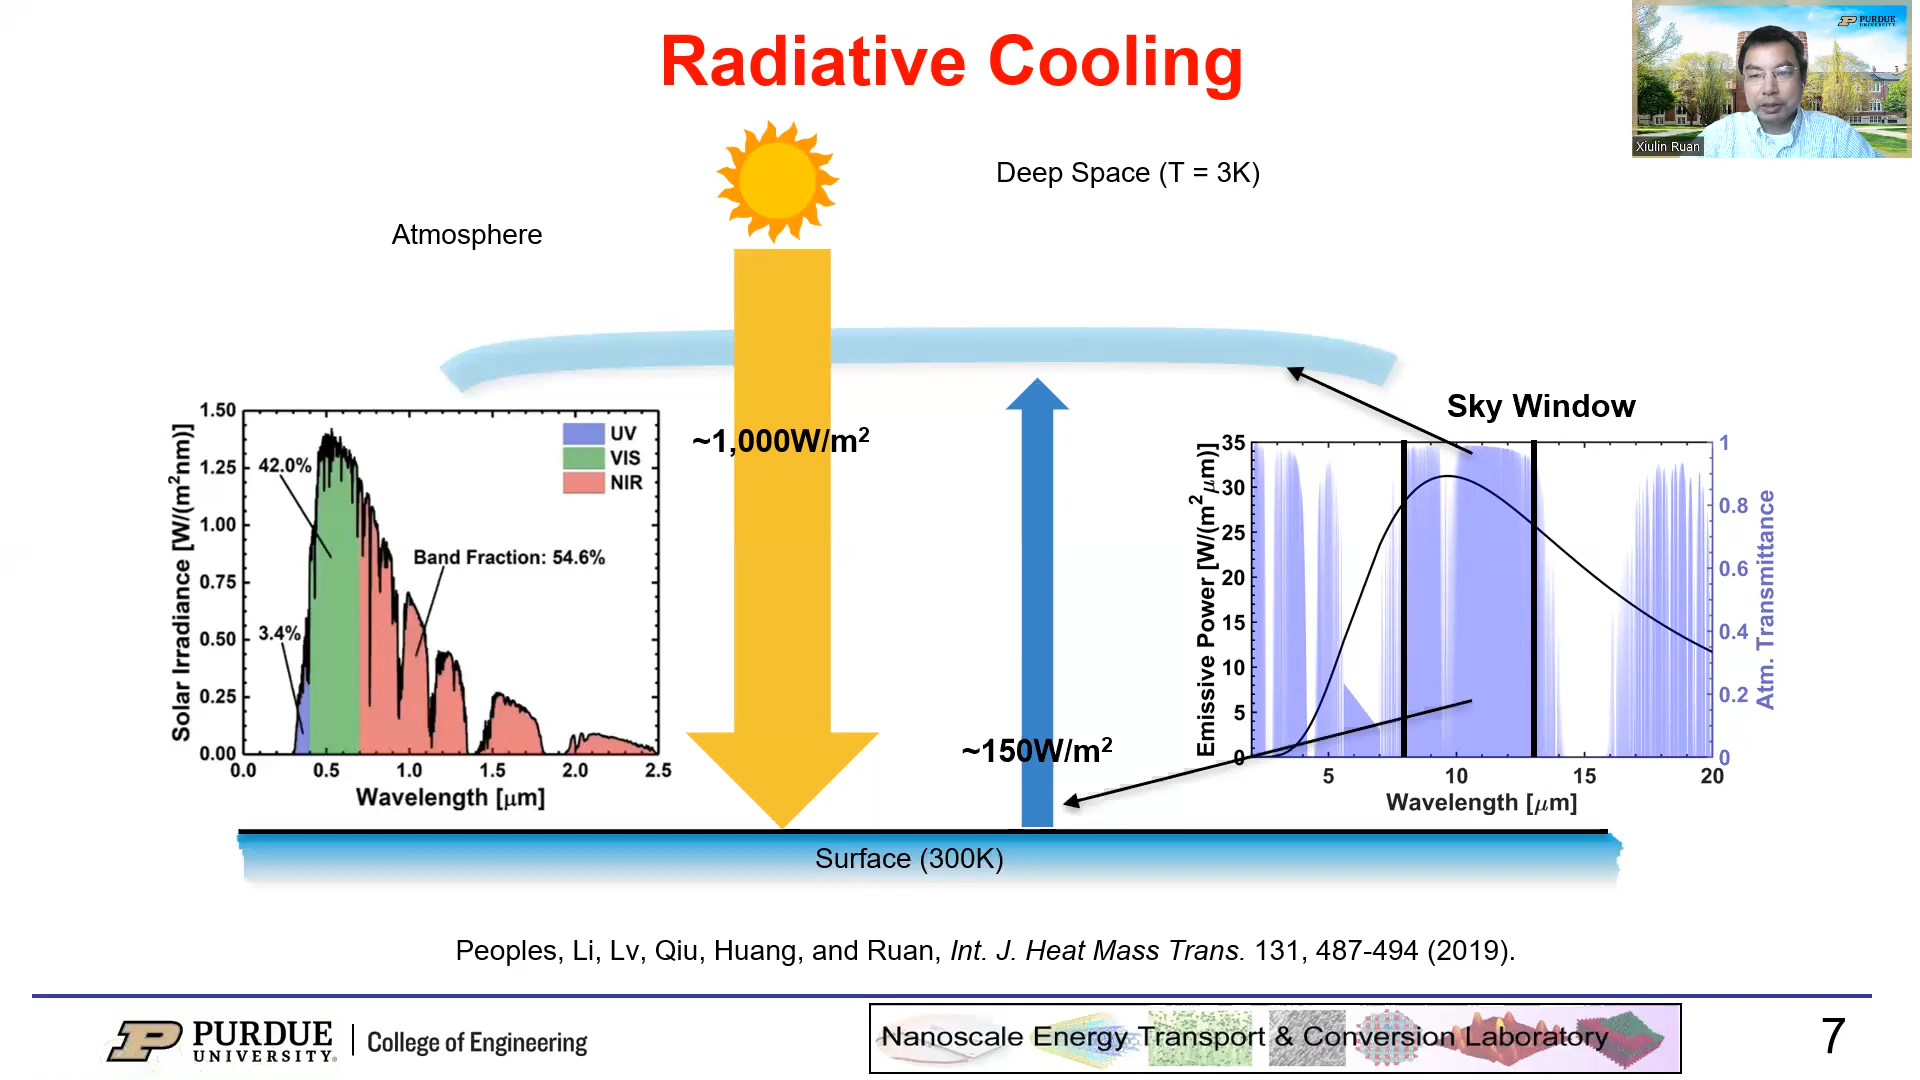 Radiative Cooling
PURDUE
UNIVERSITY
Xiulin Ruan
Deep Space (T = 3K)
Atmosphere
Solar Irradiance [W/(m²nm)]
1.50
1.25
1.00
0.75
0.50
0.25
0.00
0.0 0.5 1.0 1.5 2.0 2.5
Wavelength [μm]
UV
VIS
NIR
42.0%
Band Fraction: 54.6%
3.4%
~1,000W/m²
~150W/m²
Sky Window
Emissive Power [W/(m² μm)]
35
30
25
20
15
10
5
0
5 10 15 20
Wavelength [μm]
1
0.8
0.6
0.4
0.2
0
Atm. Transmittance
Surface (300K)
Peoples, Li, Lv, Qiu, Huang, and Ruan, Int. J. Heat Mass Trans. 131, 487-494 (2019).
PURDUE
UNIVERSITY®
College of Engineering
Nanoscale Energy Transport & Conversion Laboratory
7